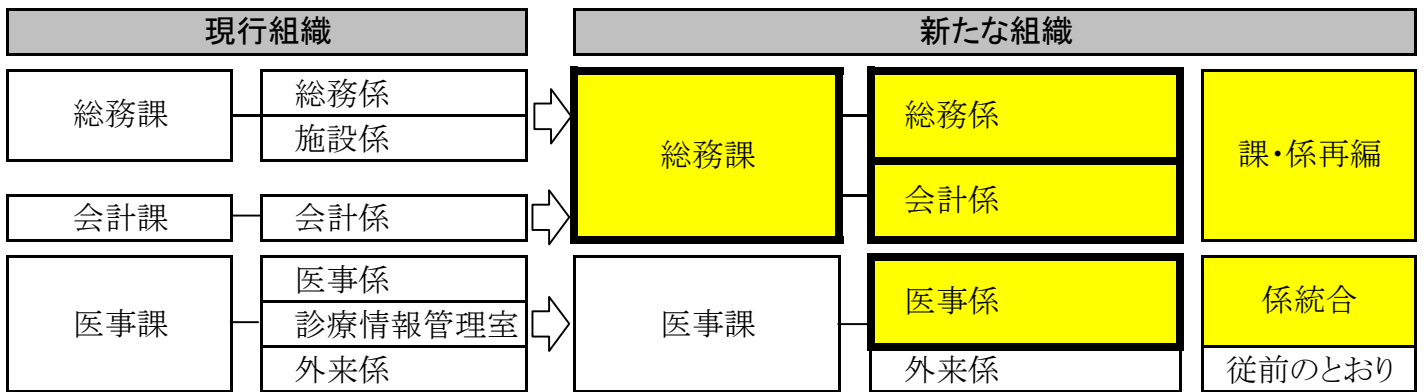 現行組織
新たな組織
総務課
総務係
施設係
総務課
総務係
会計係
課・係再編
会計課
会計係
医事課
医事係
診療情報管理室
外来係
医事課
医事係
外来係
係統合
従前のとおり